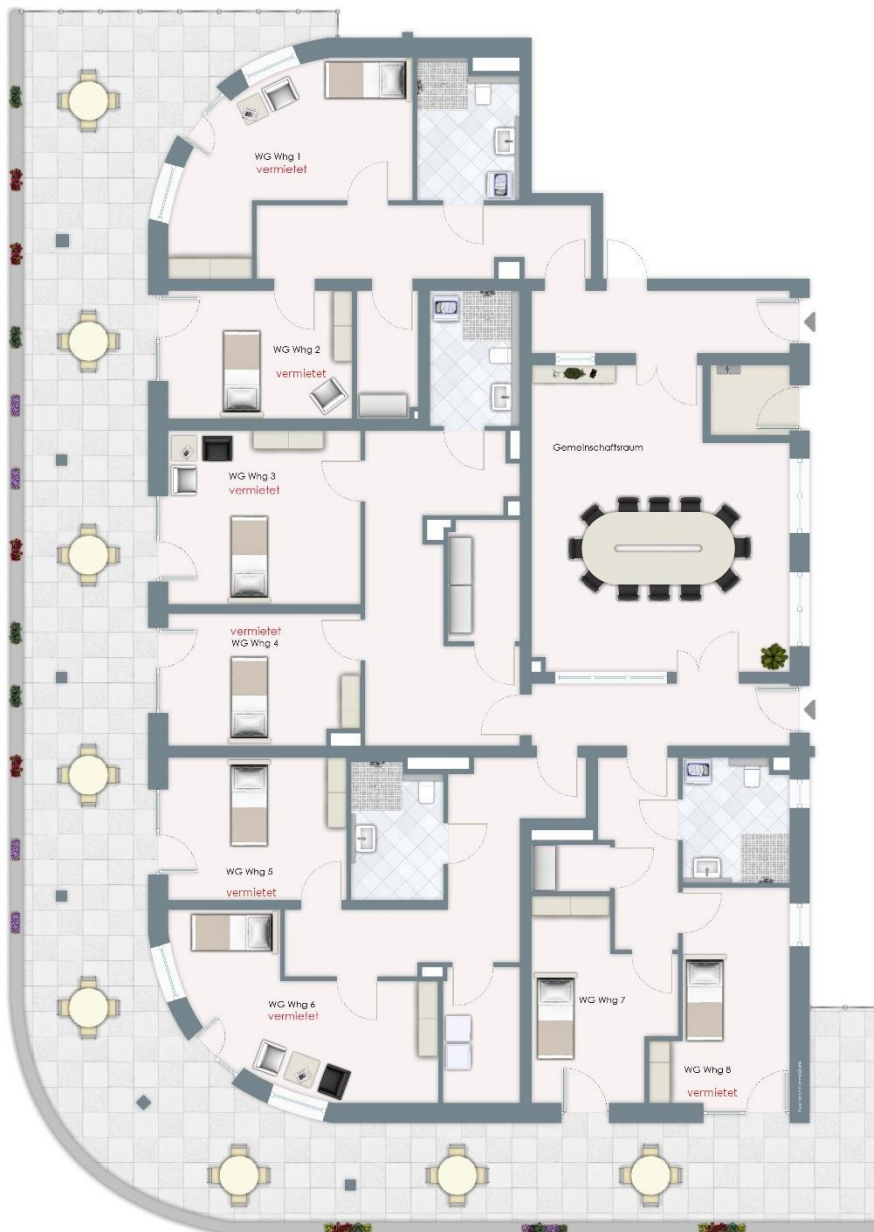 WG Whg 1
vermietet
WG Whg 2
vermietet
Gemeinschaftsraum
WG Whg 3
vermietet
vermietet
WG Whg 4
WG Whg 5
vermietet
WG Whg 6
vermietet
WG Whg 7
WG Whg 8
vermietet